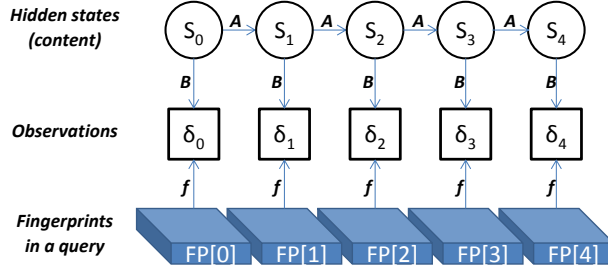 Hidden states
(content)
S0 A S1 A S2 A S3 A S4
B B B B B
Observations
δ0 δ1 δ2 δ3 δ4
f f f f f
Fingerprints
in a query
FP[0] FP[1] FP[2] FP[3] FP[4]